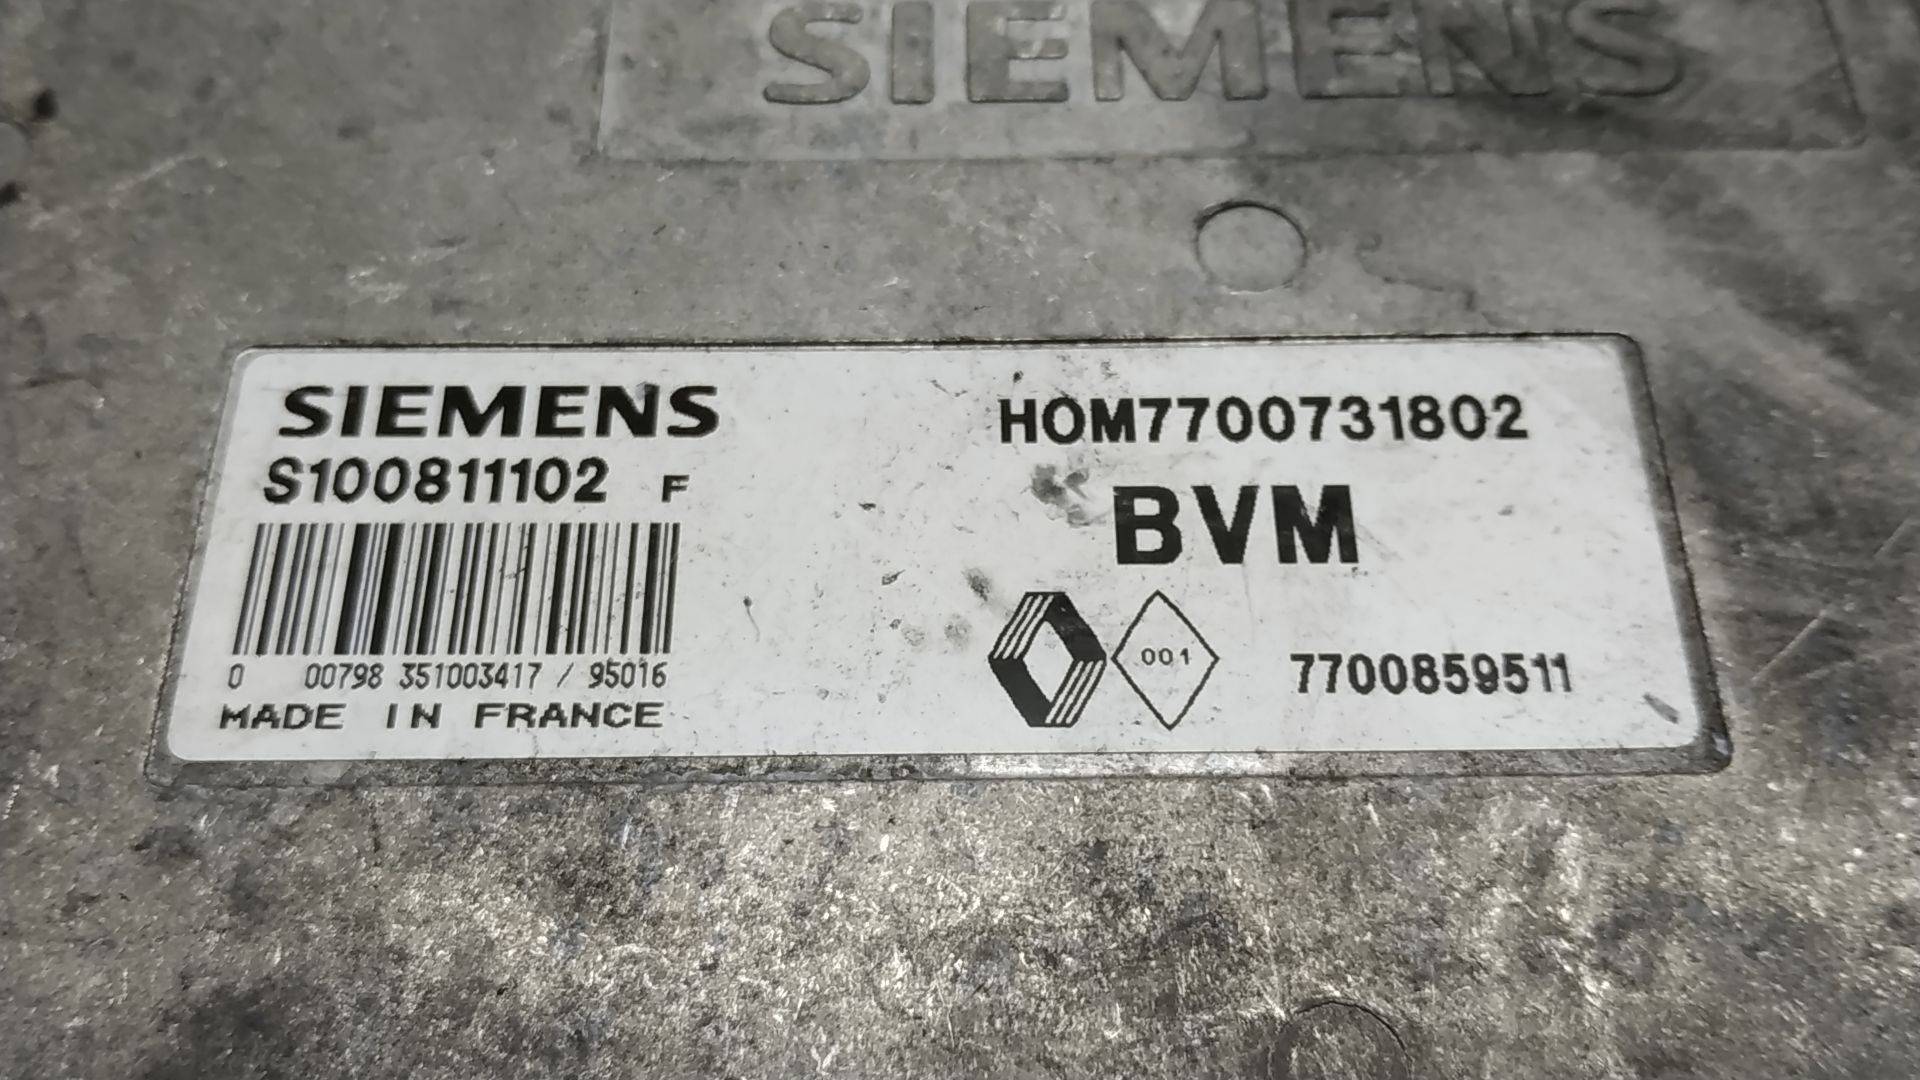 SIEMENS
SIEMENS
S100811102 F
0 00798 351003417 / 95016
MADE IN FRANCE
HOM7700731802
BVM
001
7700859511